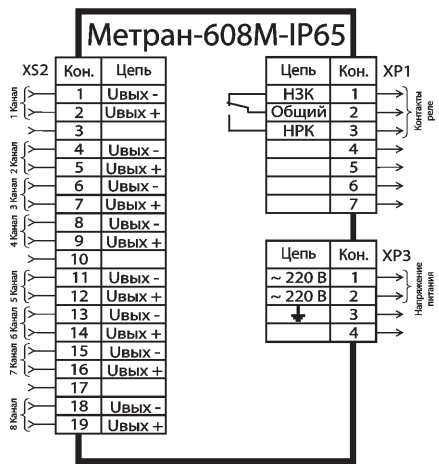 Метран-608М-IP65
XS2 Кон. Цепь
1 Uвых -
2 Uвых +
3
4 Uвых -
5 Uвых +
6 Uвых -
7 Uвых +
8 Uвых -
9 Uвых +
10
11 Uвых -
12 Uвых +
13 Uвых -
14 Uвых +
15 Uвых -
16 Uвых +
17
18 Uвых -
19 Uвых +
1 Канал
2 Канал
3 Канал
4 Канал
5 Канал
6 Канал
7 Канал
8 Канал
Цепь Кон. XP1
НЗК 1
Общий 2
НРК 3
4
5
6
7
Контакты
реле
Цепь Кон. XP3
~ 220 В 1
~ 220 В 2
3
4
Напряжение
питания